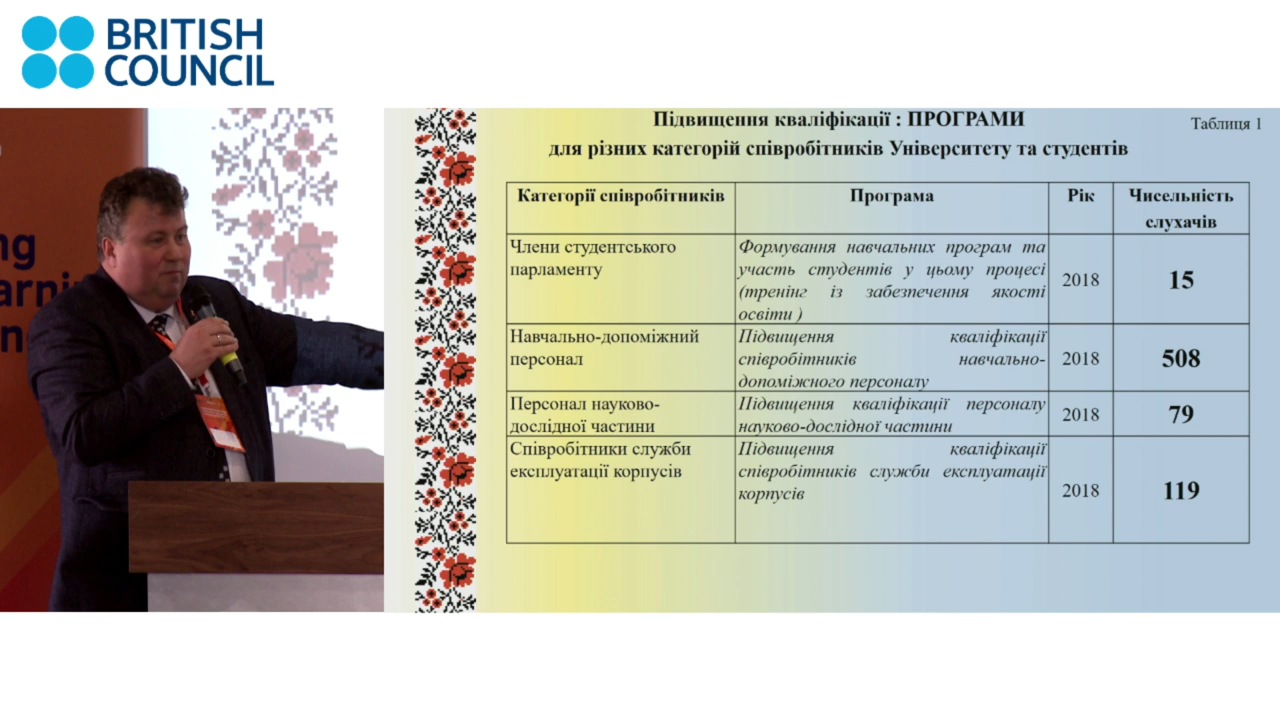 BRITISH
COUNCIL
ng
arni
n
Підвищення кваліфікації : ПРОГРАМИ
для різних категорій співробітників Університету та студентів
Таблиця 1
Категорії співробітників
Програма
Рік
Чисельність
слухачів
Члени студентського
парламенту
Формування навчальних програм та
участь студентів у цьому процесі
(тренінг із забезпечення якості
освіти )
2018
15
Навчально-допоміжний
персонал
Підвищення кваліфікації
співробітників навчально-
допоміжного персоналу
2018
508
Персонал науково-
дослідної частини
Підвищення кваліфікації персоналу
науково-дослідної частини
2018
79
Співробітники служби
експлуатації корпусів
Підвищення кваліфікації
співробітників служби експлуатації
корпусів
2018
119